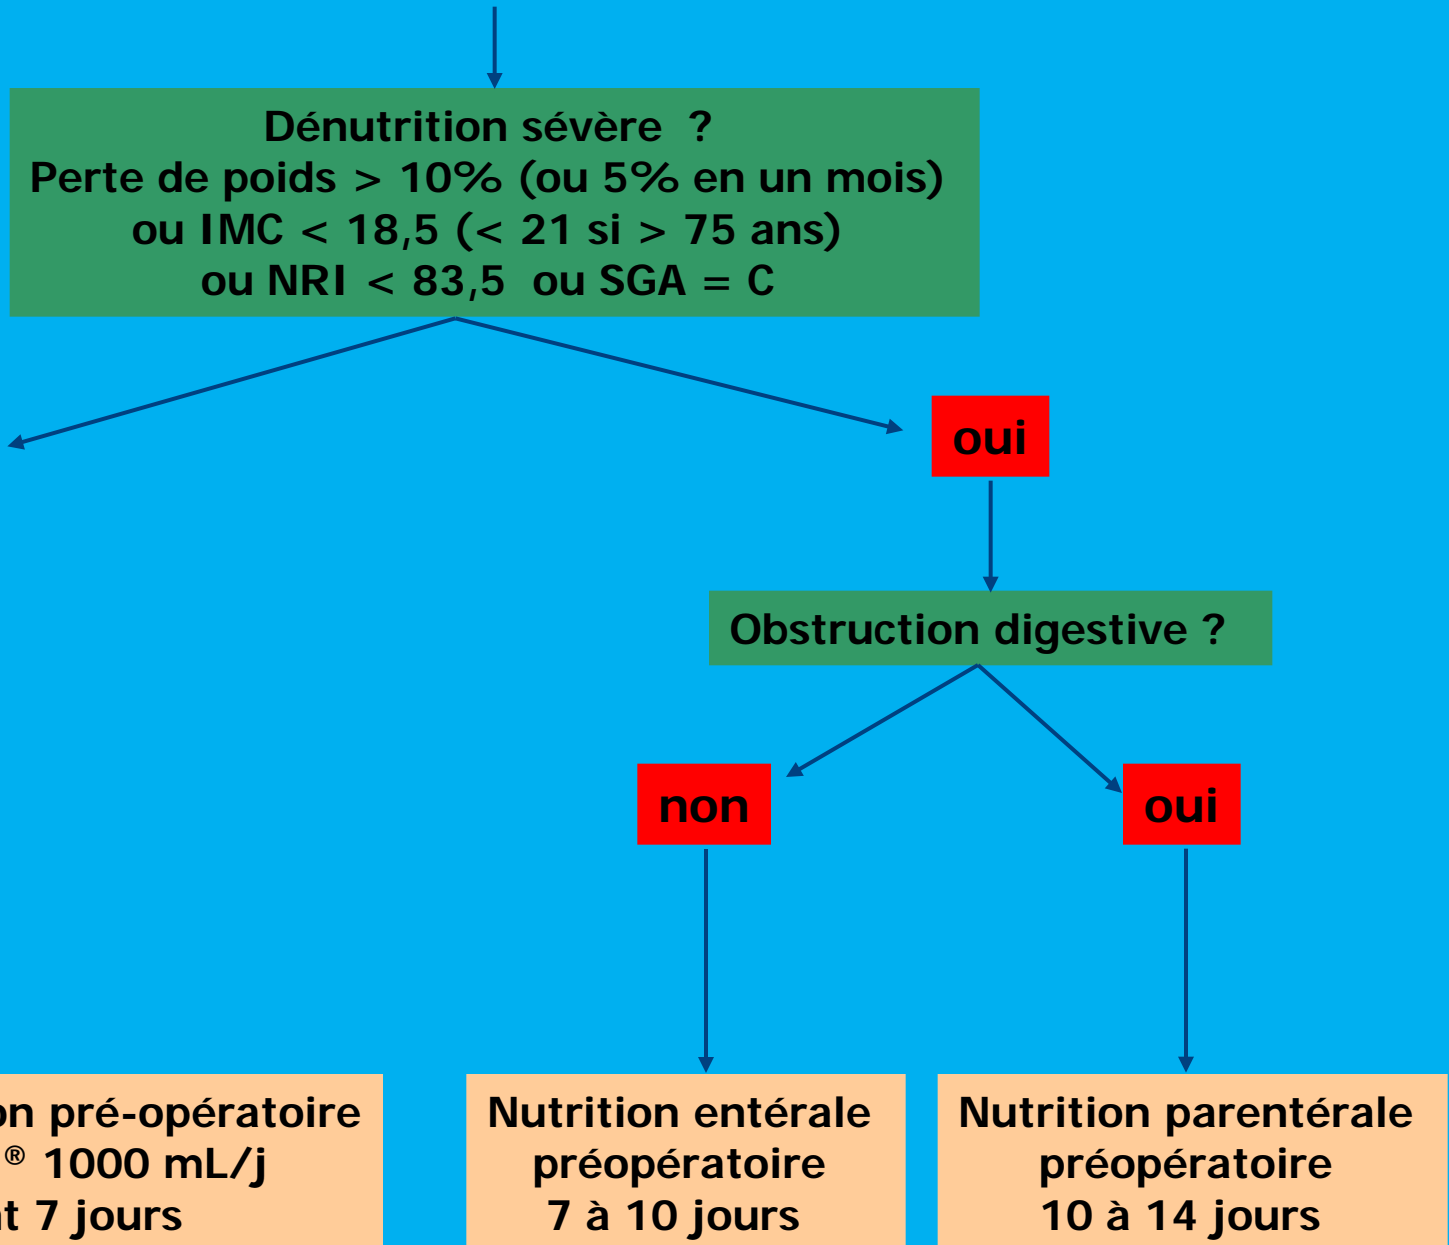 Dénutrition sévère ?
Perte de poids > 10% (ou 5% en un mois)
ou IMC < 18,5 (< 21 si > 75 ans)
ou NRI < 83,5 ou SGA = C
oui
Obstruction digestive ?
non
oui
pré-opératoire
® 1000 mL/j
7 jours
Nutrition entérale
préopératoire
7 à 10 jours
Nutrition parentérale
préopératoire
10 à 14 jours